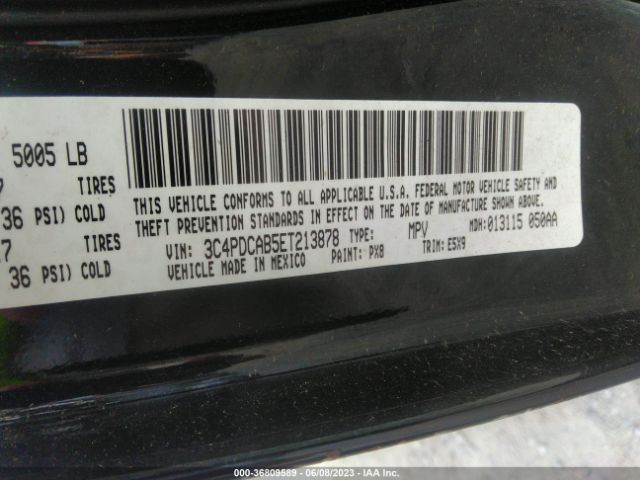 5005 LB
7 TIRES
36 PSI) COLD
7 TIRES
36 PSI) COLD
THIS VEHICLE CONFORMS TO ALL APPLICABLE U.S.A. FEDERAL MOTOR VEHICLE SAFETY AND
THEFT PREVENTION STANDARDS IN EFFECT ON THE DATE OF MANUFACTURE SHOWN ABOVE.
VIN: 3C4PDCAB5ET213878 TYPE: MPV MDH: 013115 050AA
VEHICLE MADE IN MEXICO PAINT: PX8 TRIM: E5X9
000-36809589 - 06/08/2023 - IAA Inc.